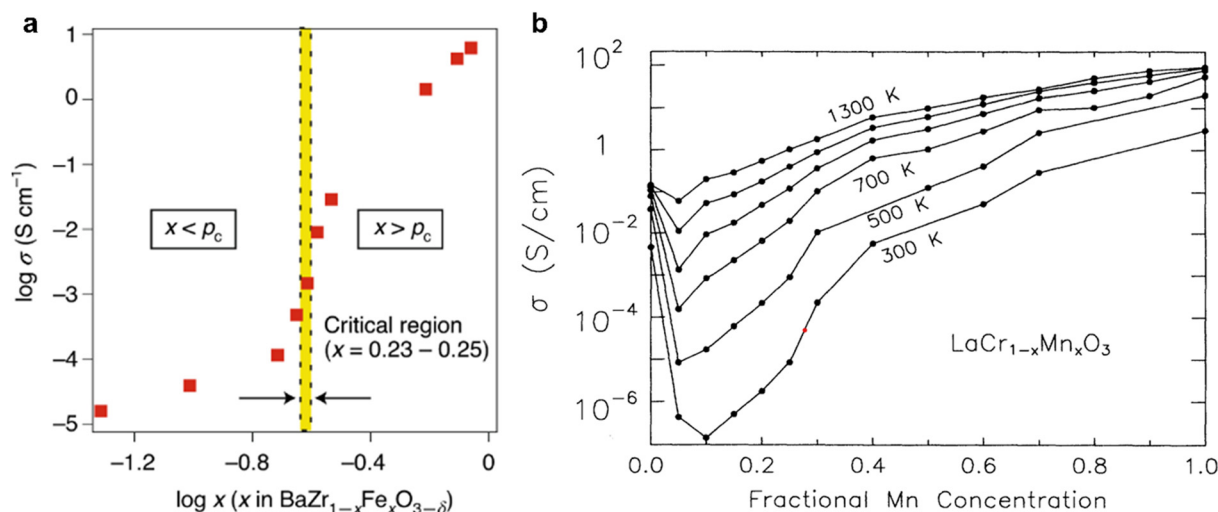 a
1
0
−1
−2
−3
−4
−5
log σ (S cm⁻¹)
x < pc
x > pc
Critical region
(x = 0.23 – 0.25)
−1.2
−0.8
−0.4
0
log x (x in BaZr₁₋ₓFeₓO₃₋δ)
b
10²
1
10⁻²
10⁻⁴
10⁻⁶
σ (S/cm)
1300 K
700 K
500 K
300 K
LaCr₁₋ₓMnₓO₃
0.0
0.2
0.4
0.6
0.8
1.0
Fractional Mn Concentration